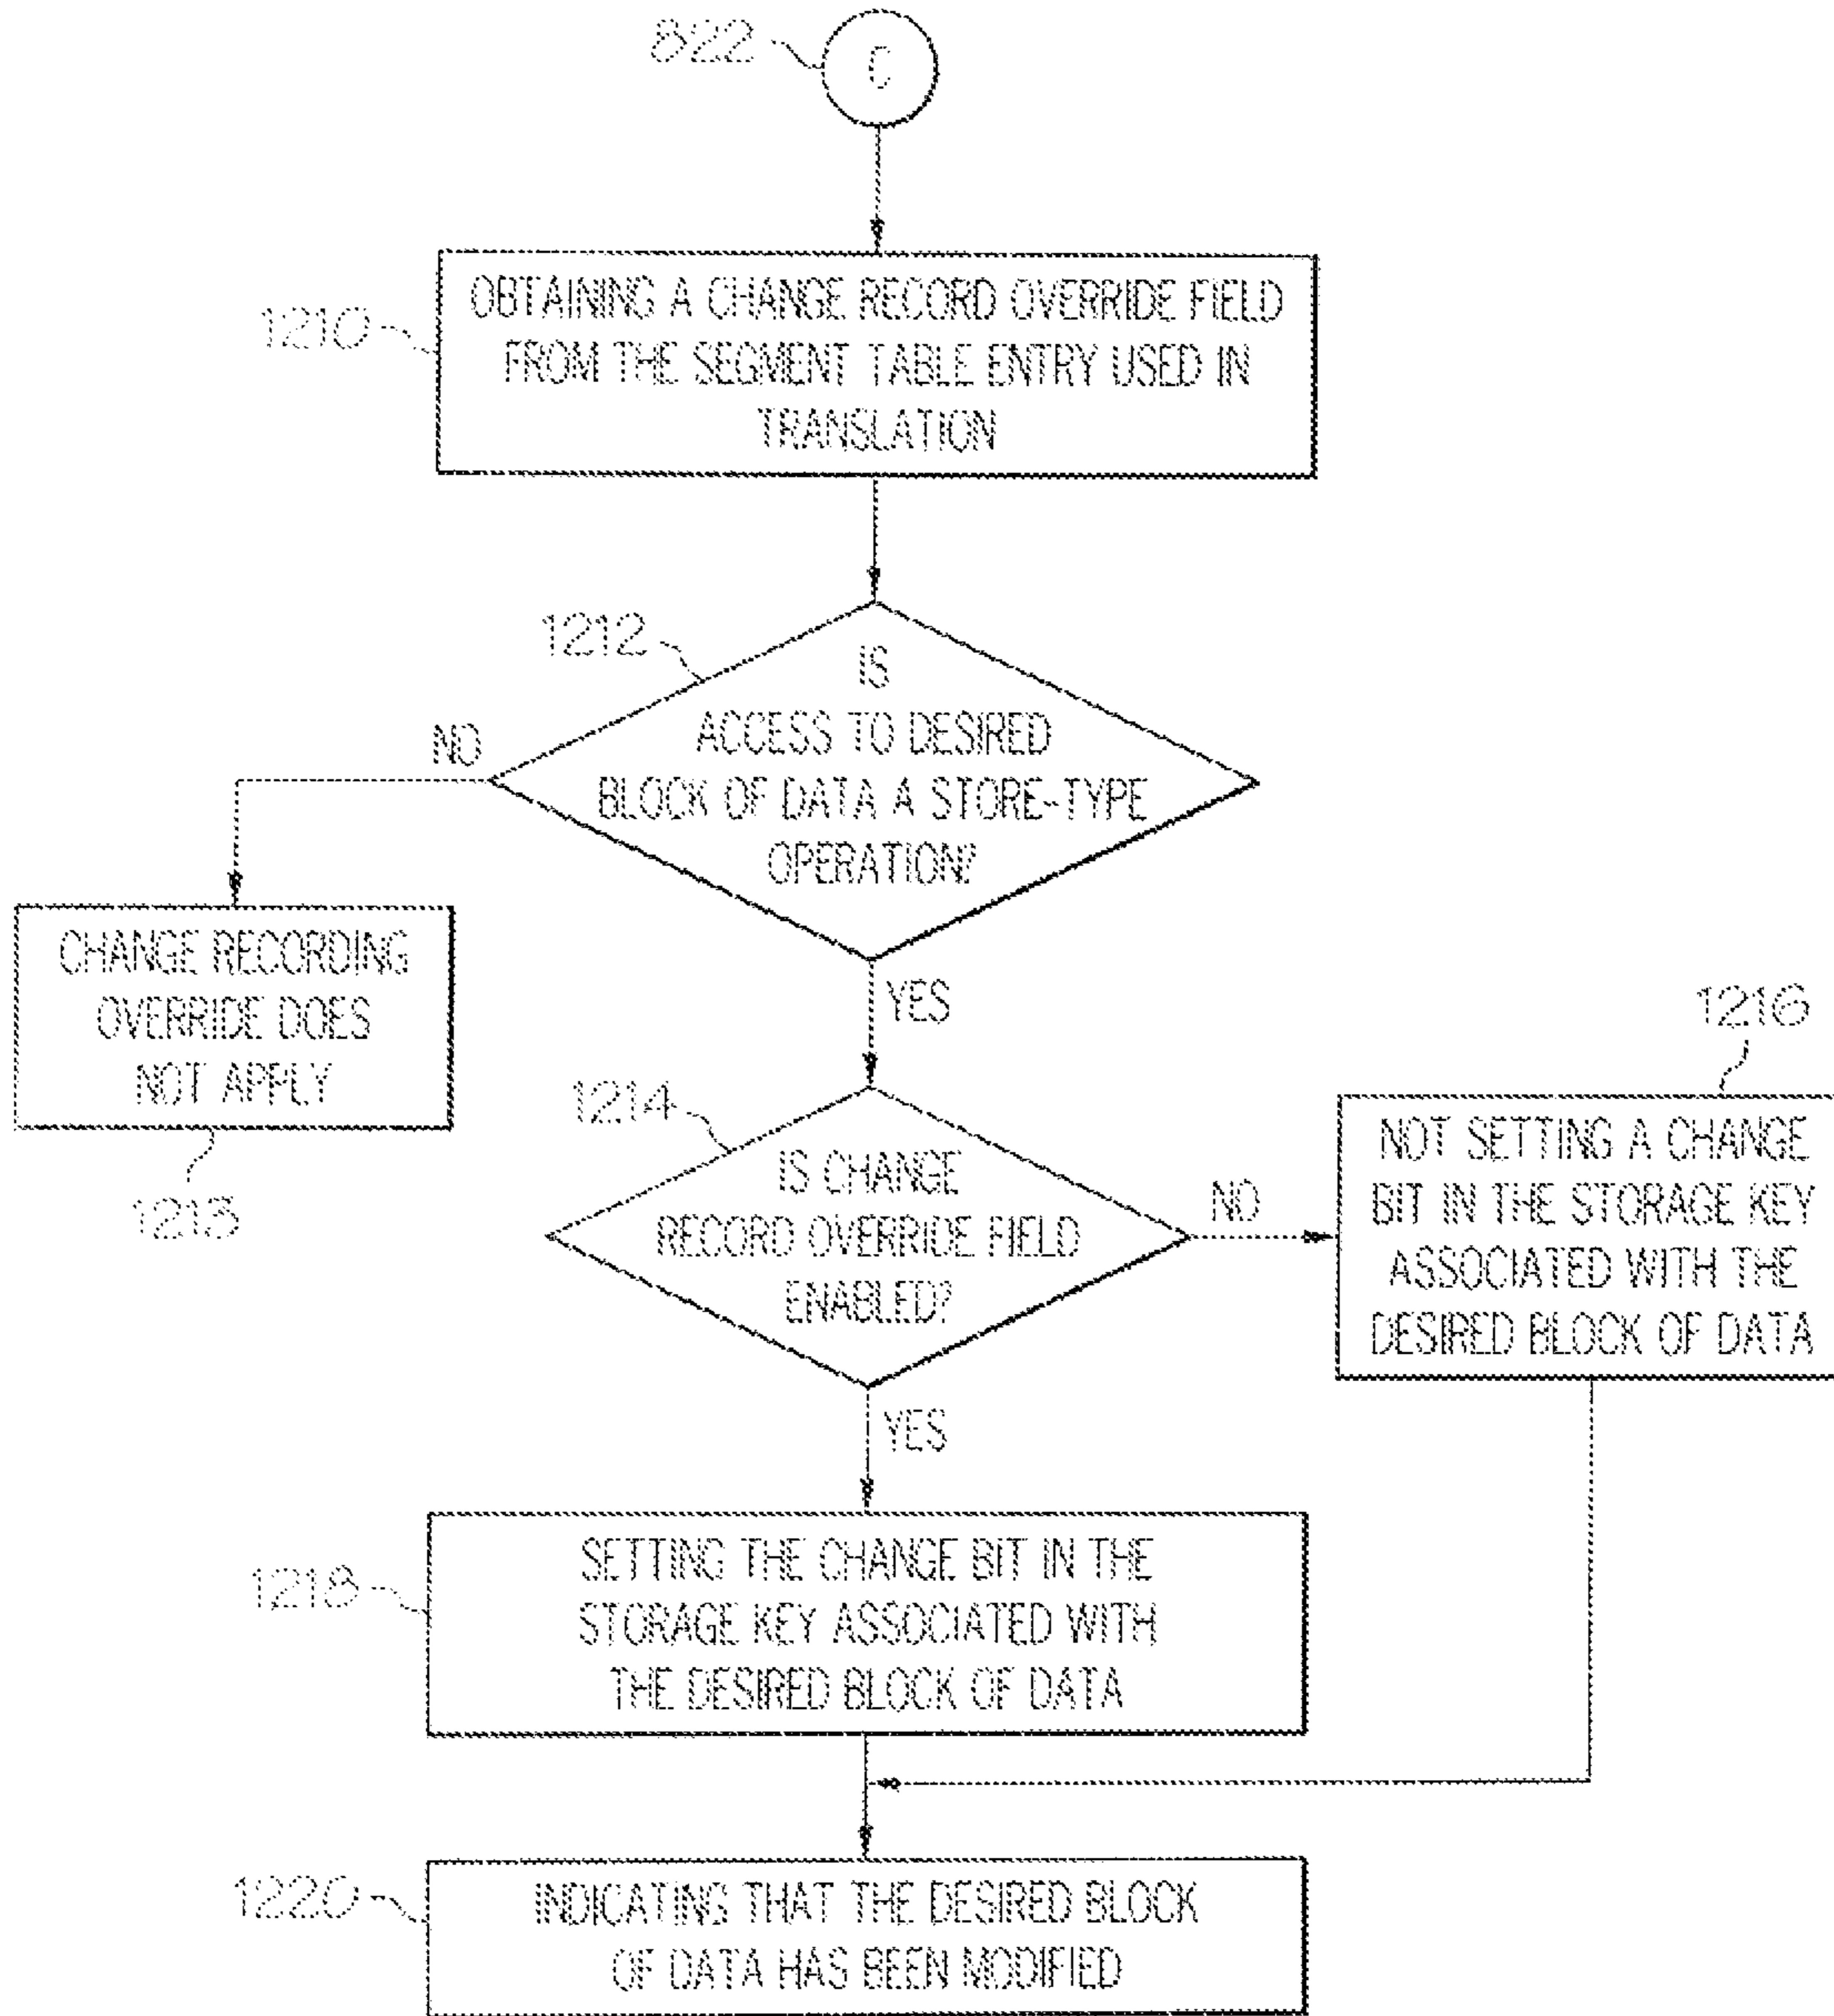 822
C
1210
OBTAINING A CHANGE RECORD OVERRIDE FIELD
FROM THE SEGMENT TABLE ENTRY USED IN
TRANSLATION
1212
IS
ACCESS TO DESIRED
BLOCK OF DATA A STORE-TYPE
OPERATION?
NO
CHANGE RECORDING
OVERRIDE DOES
NOT APPLY
1213
YES
1214
IS CHANGE
RECORD OVERRIDE FIELD
ENABLED?
NO
1216
NOT SETTING A CHANGE
BIT IN THE STORAGE KEY
ASSOCIATED WITH THE
DESIRED BLOCK OF DATA
YES
1218
SETTING THE CHANGE BIT IN THE
STORAGE KEY ASSOCIATED WITH
THE DESIRED BLOCK OF DATA
1220
INDICATING THAT THE DESIRED BLOCK
OF DATA HAS BEEN MODIFIED